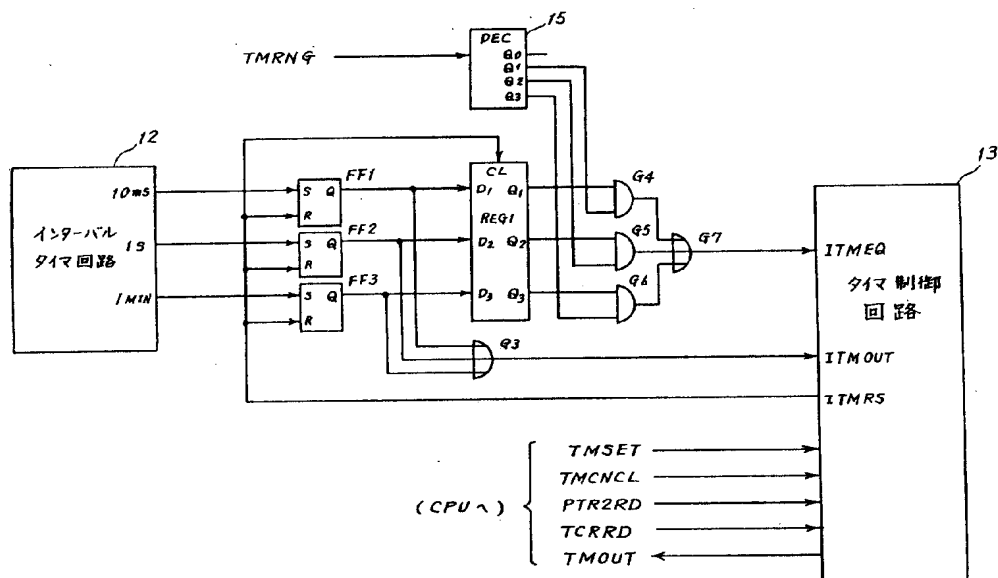 15
DEC
TMRNG
Q0
Q1
Q2
Q3
12
13
CL
10mS
S Q
FF1
D1 Q1
G4
R
REG1
インターバル
タイマ回路
1S
S Q
FF2
D2 Q2
G5
G7
ITMEQ
R
タイマ制御
回路
1MIN
S Q
FF3
D3 Q3
G6
R
G3
ITMOUT
ITMRS
(CPUへ)
TMSET
TMCNCL
PTR2RD
TCRRD
TMOUT